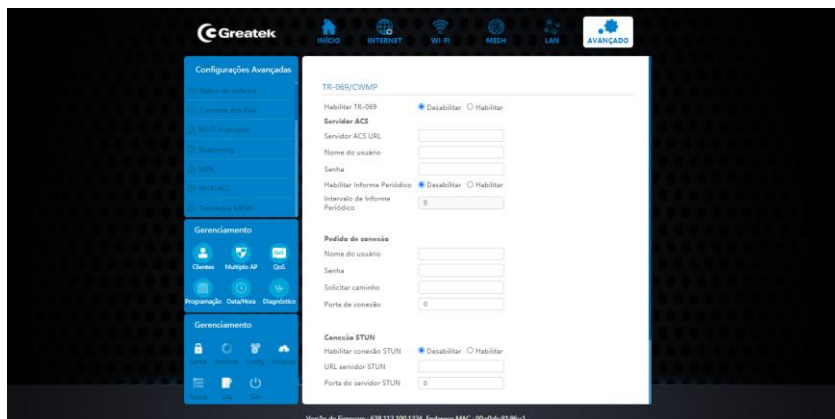 Greatek
INÍCIO
INTERNET
WI-FI
MESH
LAN
AVANÇADO
Configurações Avançadas
Status do sistema
Controle dos Pais
Wi-Fi Avançado
Roaming
VPN
Wi-Fi ACL
Topologia MESH
Gerenciamento
Clientes
Multiplo AP
QoS
Programação
Data/Hora
Diagnóstico
Gerenciamento
Config
Log
Sair
TR-069/CWMP
Habilitar TR-069 Desabilitar Habilitar
Servidor ACS
Servidor ACS URL
Nome do usuário
Senha
Habilitar Informe Periódico Desabilitar Habilitar
Intervalo de Informe
Periódico 0
Pedido de conexão
Nome do usuário
Senha
Solicitar caminho
Porta de conexão 0
Conexão STUN
Habilitar conexão STUN Desabilitar Habilitar
URL servidor STUN
Porta do servidor STUN 0